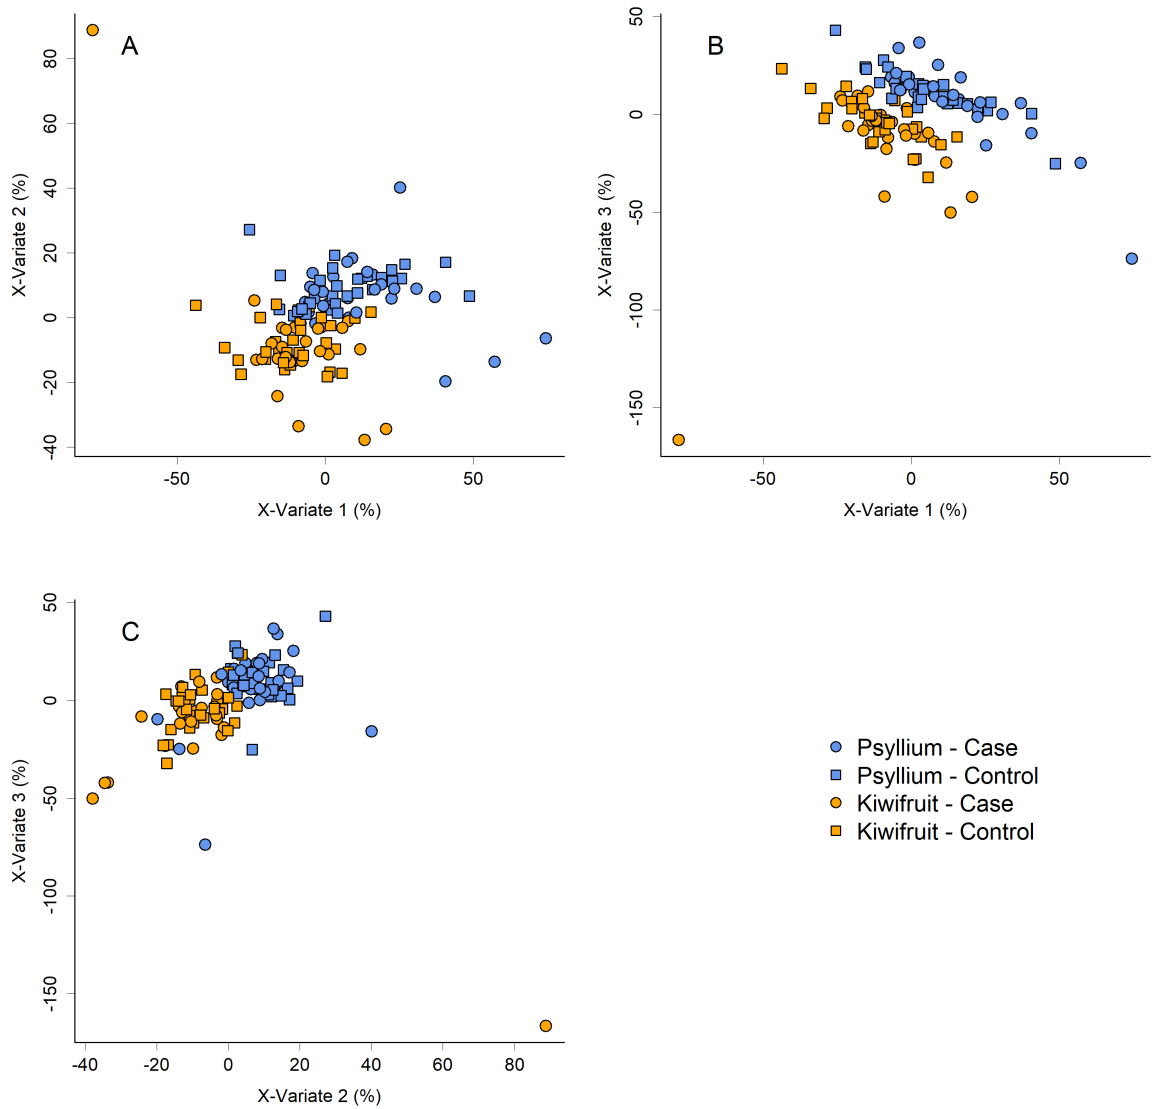 A
80
60
40
20
0
-20
-40
X-Variate 2 (%)
-50
0
50
X-Variate 1 (%)
B
50
0
-50
-100
-150
X-Variate 3 (%)
-50
0
50
X-Variate 1 (%)
C
50
0
-50
-100
-150
X-Variate 3 (%)
-40
-20
0
20
40
60
80
X-Variate 2 (%)
Psyllium - Case
Psyllium - Control
Kiwifruit - Case
Kiwifruit - Control